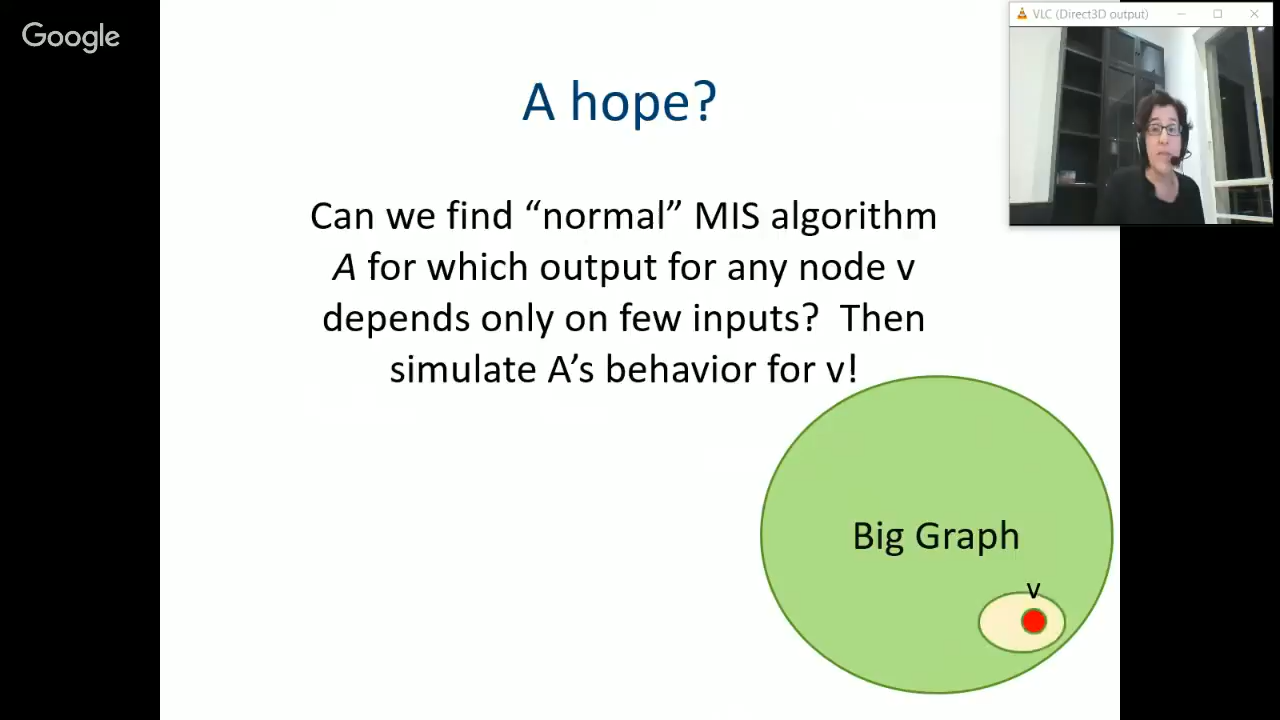 Google
VLC (Direct3D output)
A hope?
Can we find “normal” MIS algorithm
A for which output for any node v
depends only on few inputs? Then
simulate A’s behavior for v!
Big Graph
v